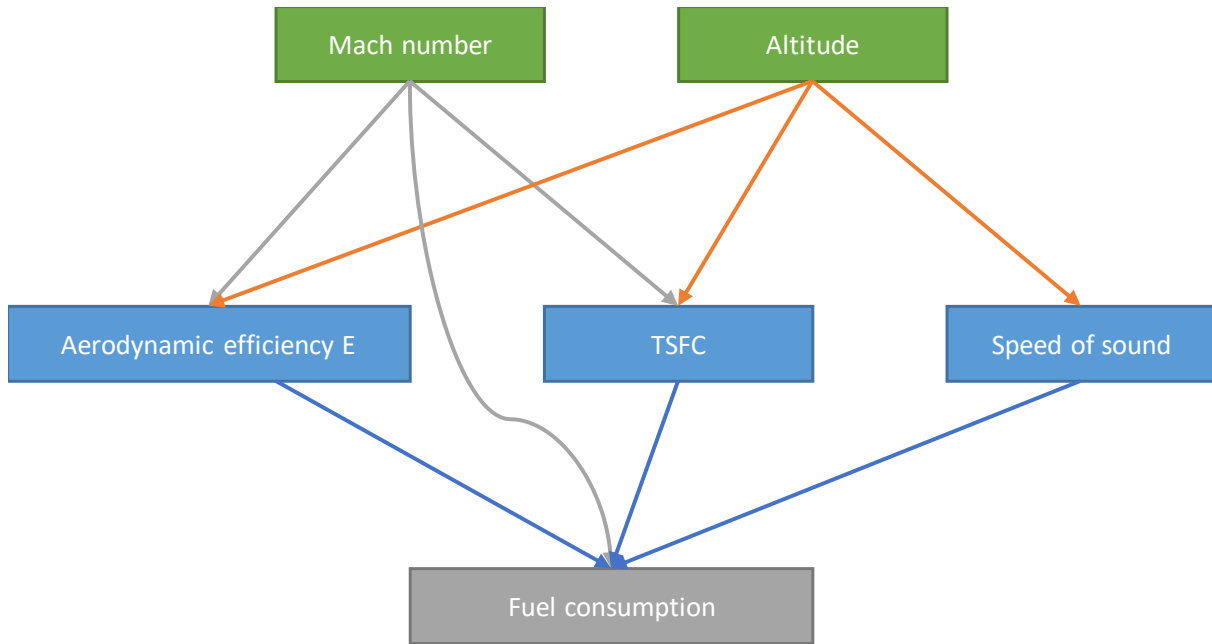 Mach number
Altitude
Aerodynamic efficiency E
TSFC
Speed of sound
Fuel consumption